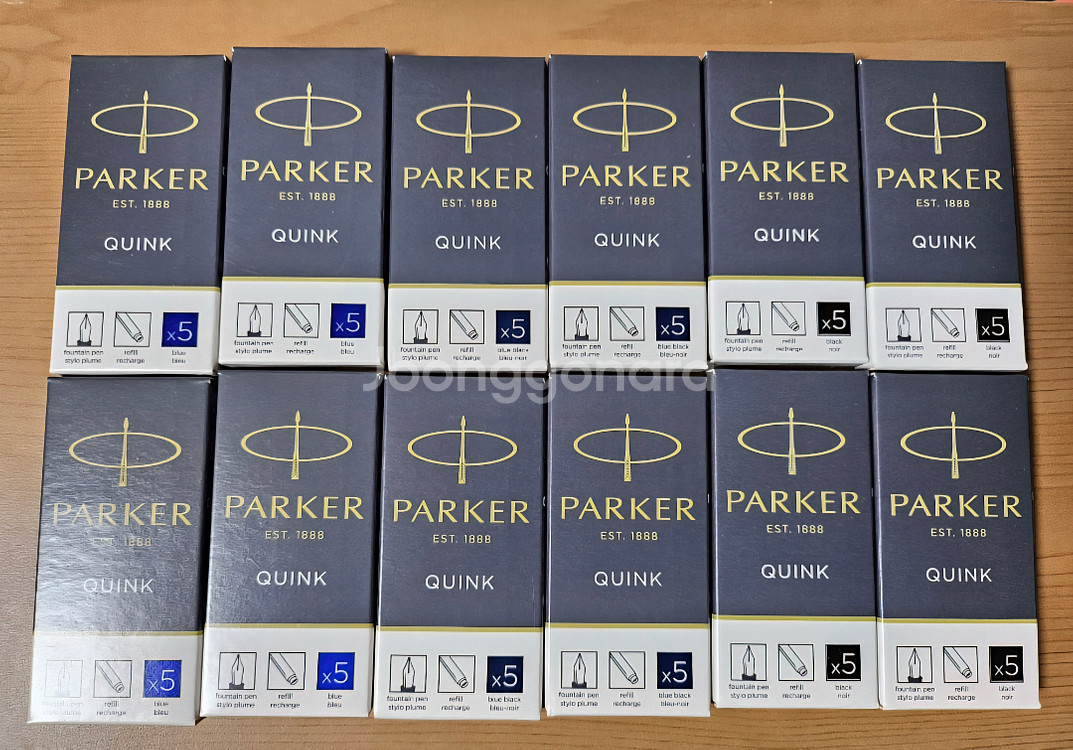 PARKER
EST. 1888
QUINK
fountain pen refill blue
stylo plume recharge bleu
x5
PARKER
EST. 1888
QUINK
fountain pen refill blue
stylo plume recharge bleu
x5
PARKER
EST. 1888
QUINK
fountain pen refill blue black
stylo plume recharge bleu-noir
x5
PARKER
EST. 1888
QUINK
fountain pen refill blue black
stylo plume recharge bleu-noir
x5
PARKER
EST. 1888
QUINK
fountain pen refill black
stylo plume recharge noir
x5
PARKER
EST. 1888
QUINK
fountain pen refill black
stylo plume recharge noir
x5
Joonggonara
PARKER
EST. 1888
QUINK
fountain pen refill blue
stylo plume recharge bleu
x5
PARKER
EST. 1888
QUINK
fountain pen refill blue
stylo plume recharge bleu
x5
PARKER
EST. 1888
QUINK
fountain pen refill blue black
stylo plume recharge bleu-noir
x5
PARKER
EST. 1888
QUINK
fountain pen refill blue black
stylo plume recharge bleu-noir
x5
PARKER
EST. 1888
QUINK
fountain pen refill black
stylo plume recharge noir
x5
PARKER
EST. 1888
QUINK
fountain pen refill black
stylo plume recharge noir
x5